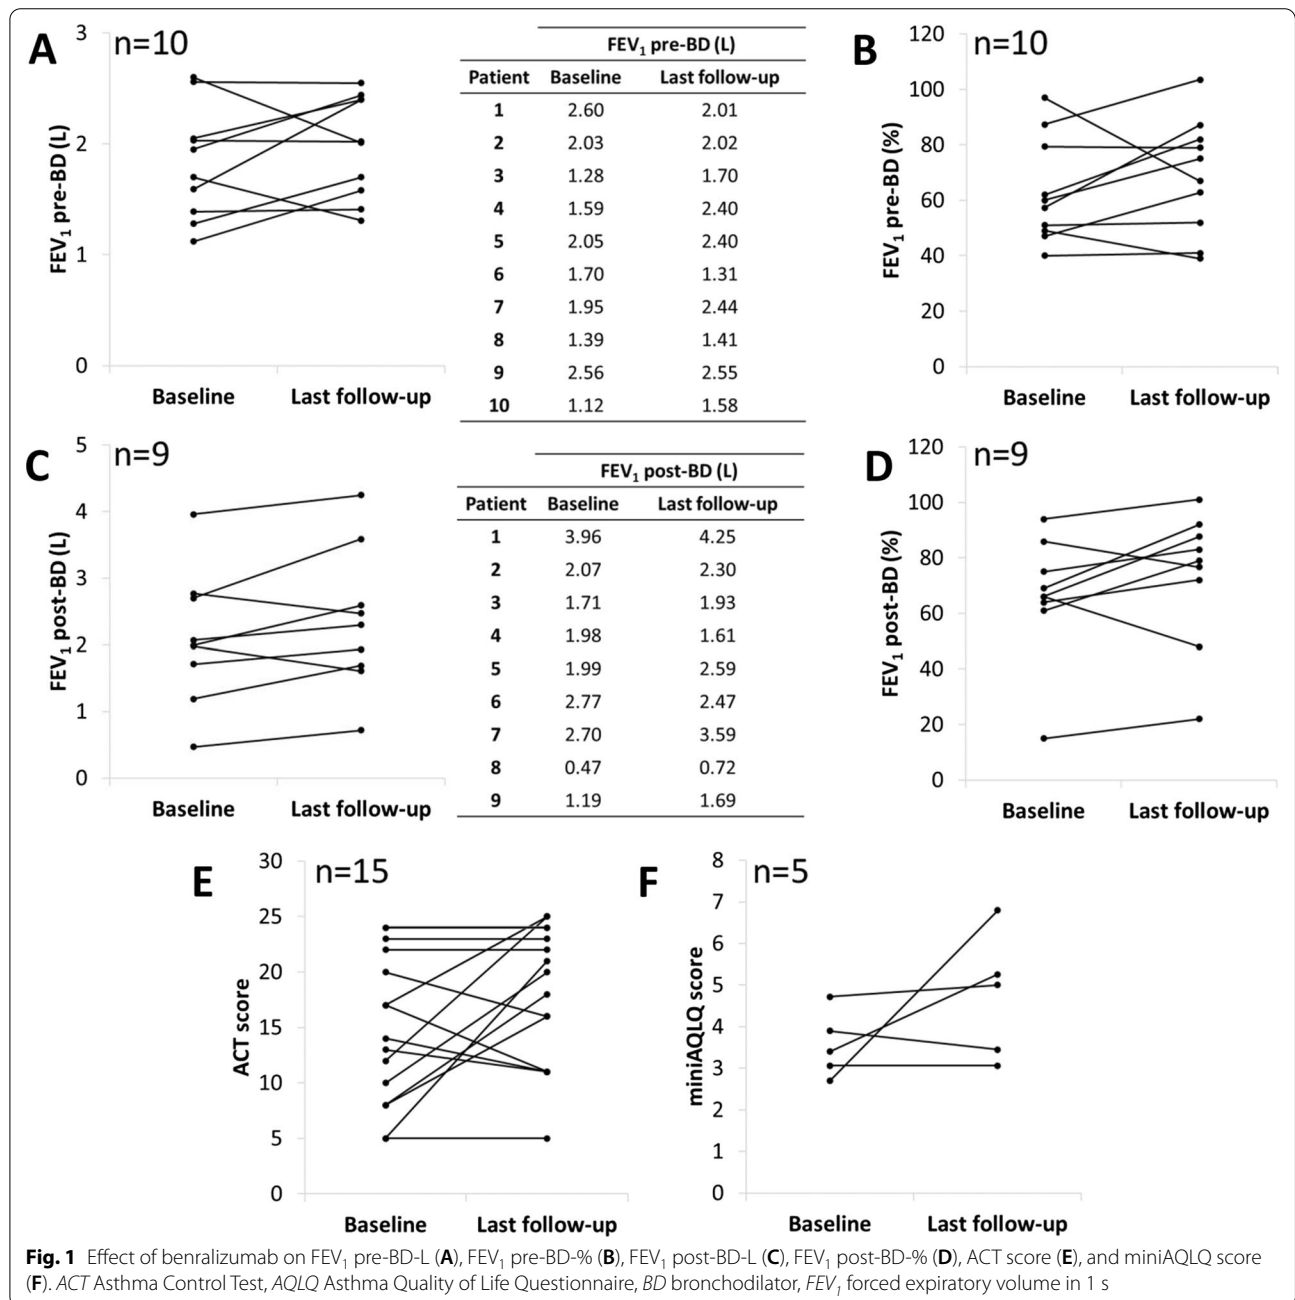 A
n=10
3
2
1
0
FEV1 pre-BD (L)
Baseline Last follow-up
FEV1 pre-BD (L)
Patient Baseline Last follow-up
1 2.60 2.01
2 2.03 2.02
3 1.28 1.70
4 1.59 2.40
5 2.05 2.40
6 1.70 1.31
7 1.95 2.44
8 1.39 1.41
9 2.56 2.55
10 1.12 1.58
B
n=10
120
100
80
60
40
20
0
FEV1 pre-BD (%)
Baseline Last follow-up
C
n=9
5
4
3
2
1
0
FEV1 post-BD (L)
Baseline Last follow-up
FEV1 post-BD (L)
Patient Baseline Last follow-up
1 3.96 4.25
2 2.07 2.30
3 1.71 1.93
4 1.98 1.61
5 1.99 2.59
6 2.77 2.47
7 2.70 3.59
8 0.47 0.72
9 1.19 1.69
D
n=9
120
100
80
60
40
20
0
FEV1 post-BD (%)
Baseline Last follow-up
E
n=15
30
25
20
15
10
5
0
ACT score
Baseline Last follow-up
F
n=5
8
7
6
5
4
3
2
1
0
miniAQLQ score
Baseline Last follow-up
Fig. 1 Effect of benralizumab on FEV1 pre-BD-L (A), FEV1 pre-BD-% (B), FEV1 post-BD-L (C), FEV1 post-BD-% (D), ACT score (E), and miniAQLQ score
(F). ACT Asthma Control Test, AQLQ Asthma Quality of Life Questionnaire, BD bronchodilator, FEV1 forced expiratory volume in 1 s